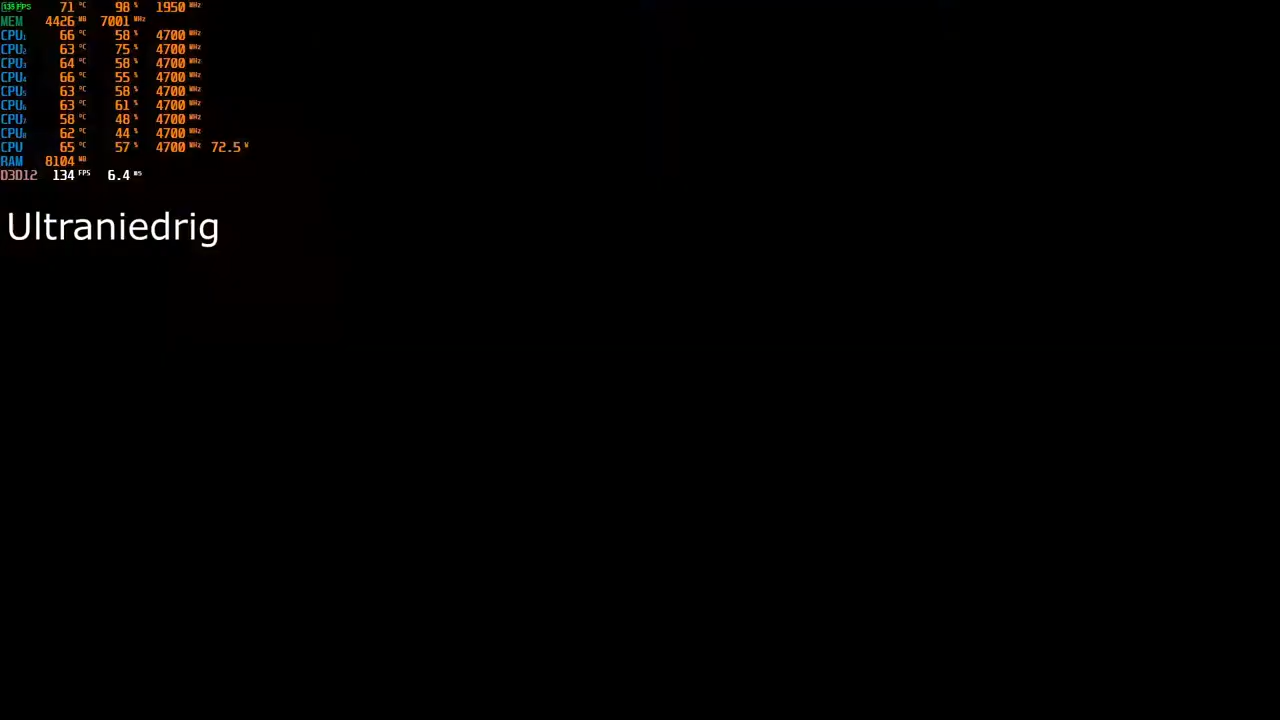 135 FPS 71 °C 98 % 1950 MHz
MEM 4426 MB 7001 MHz
CPU1 66 °C 58 % 4700 MHz
CPU2 63 °C 75 % 4700 MHz
CPU3 64 °C 58 % 4700 MHz
CPU4 66 °C 55 % 4700 MHz
CPU5 63 °C 58 % 4700 MHz
CPU6 63 °C 61 % 4700 MHz
CPU7 58 °C 48 % 4700 MHz
CPU8 62 °C 44 % 4700 MHz
CPU 65 °C 57 % 4700 MHz 72.5 W
RAM 8104 MB
D3D12 134 FPS 6.4 ms
Ultraniedrig